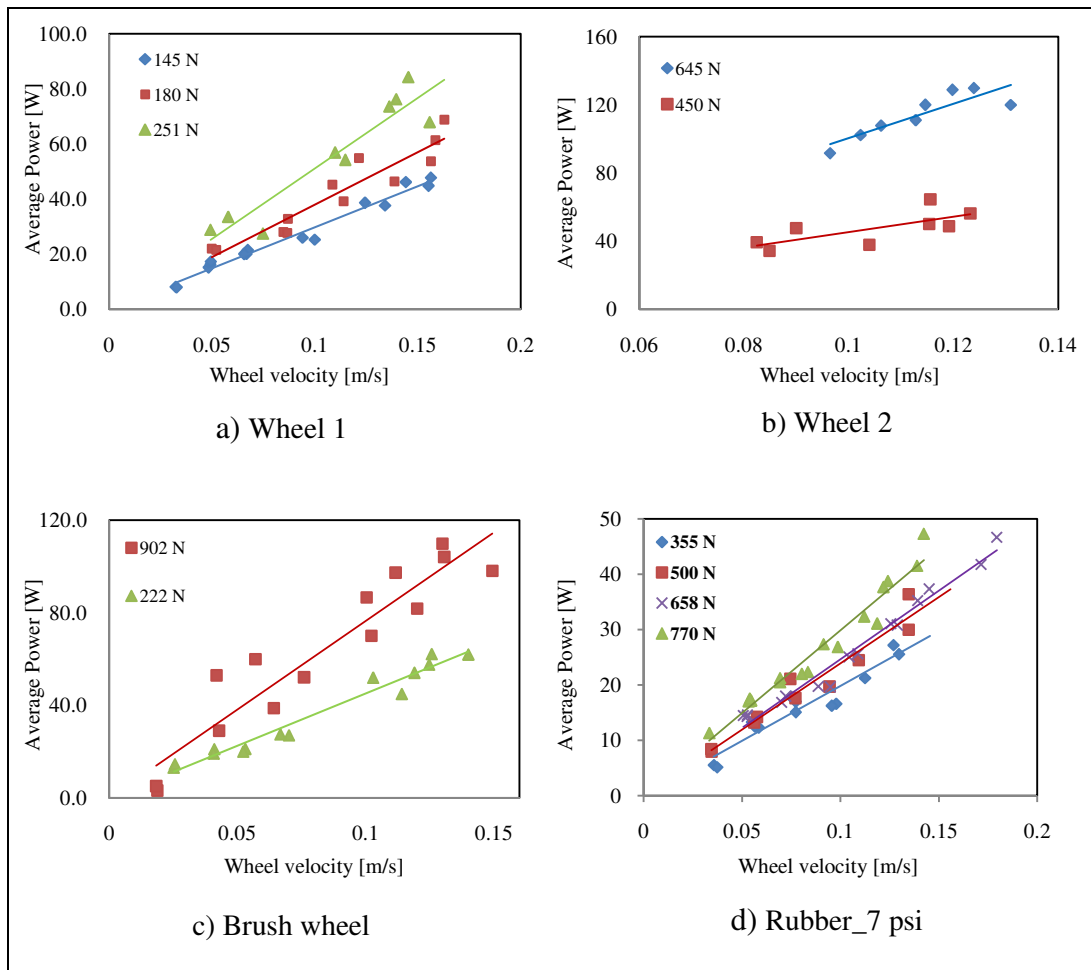 100.0
80.0
60.0
40.0
20.0
0.0
Average Power [W]
145 N
180 N
251 N
0
0.05
0.1
0.15
0.2
Wheel velocity [m/s]
a) Wheel 1
160
120
80
40
0
Average Power [W]
645 N
450 N
0.06
0.08
0.1
0.12
0.14
Wheel velocity [m/s]
b) Wheel 2
120.0
80.0
40.0
0.0
Average Power [W]
902 N
222 N
0
0.05
0.1
0.15
Wheel velocity [m/s]
c) Brush wheel
50
40
30
20
10
0
Average Power [W]
355 N
500 N
658 N
770 N
0
0.05
0.1
0.15
0.2
Wheel velocity [m/s]
d) Rubber_7 psi